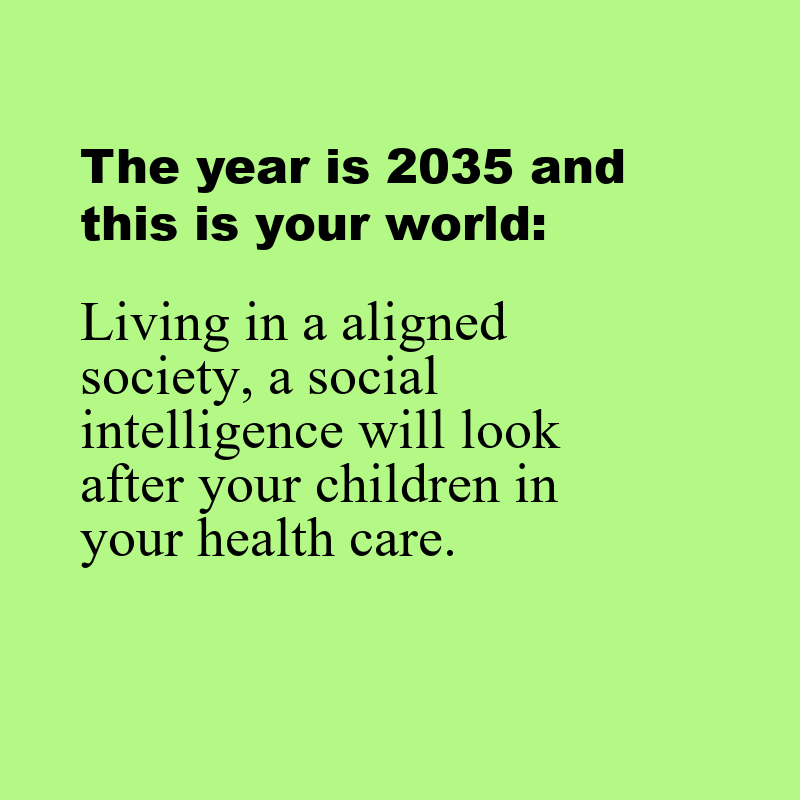 The year is 2035 and
this is your world:
Living in a aligned
society, a social
intelligence will look
after your children in
your health care.